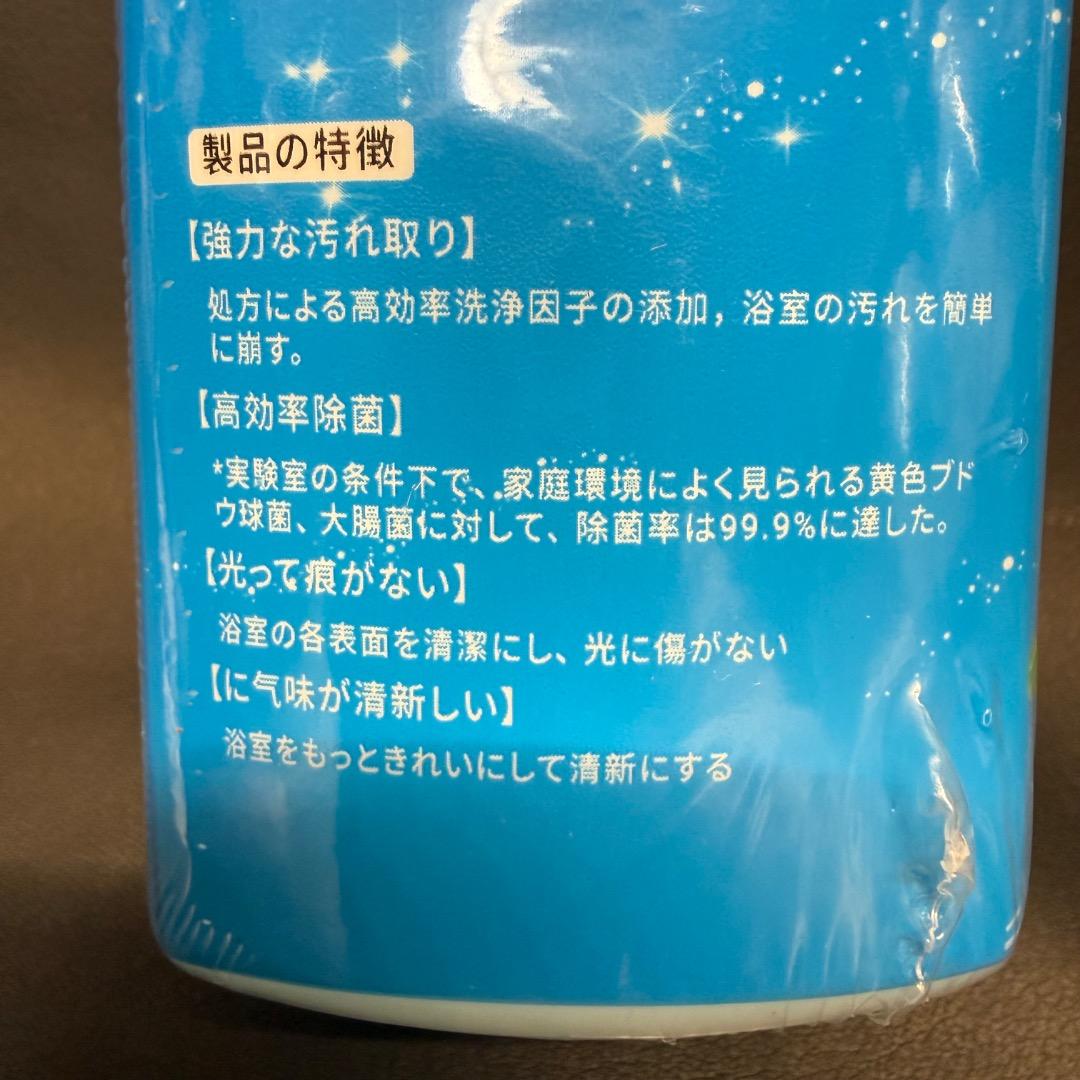 製品の特徴
【強力な汚れ取り】
処方による高効率洗浄因子の添加，浴室の汚れを簡単
に崩す。
【高効率除菌】
*実験室の条件下で、家庭環境によく見られる黄色ブド
ウ球菌、大腸菌に対して、除菌率は99.9%に達した。
【光って痕がない】
浴室の各表面を清潔にし、光に傷がない
【に气味が清新しい】
浴室をもっときれいにして清新にする